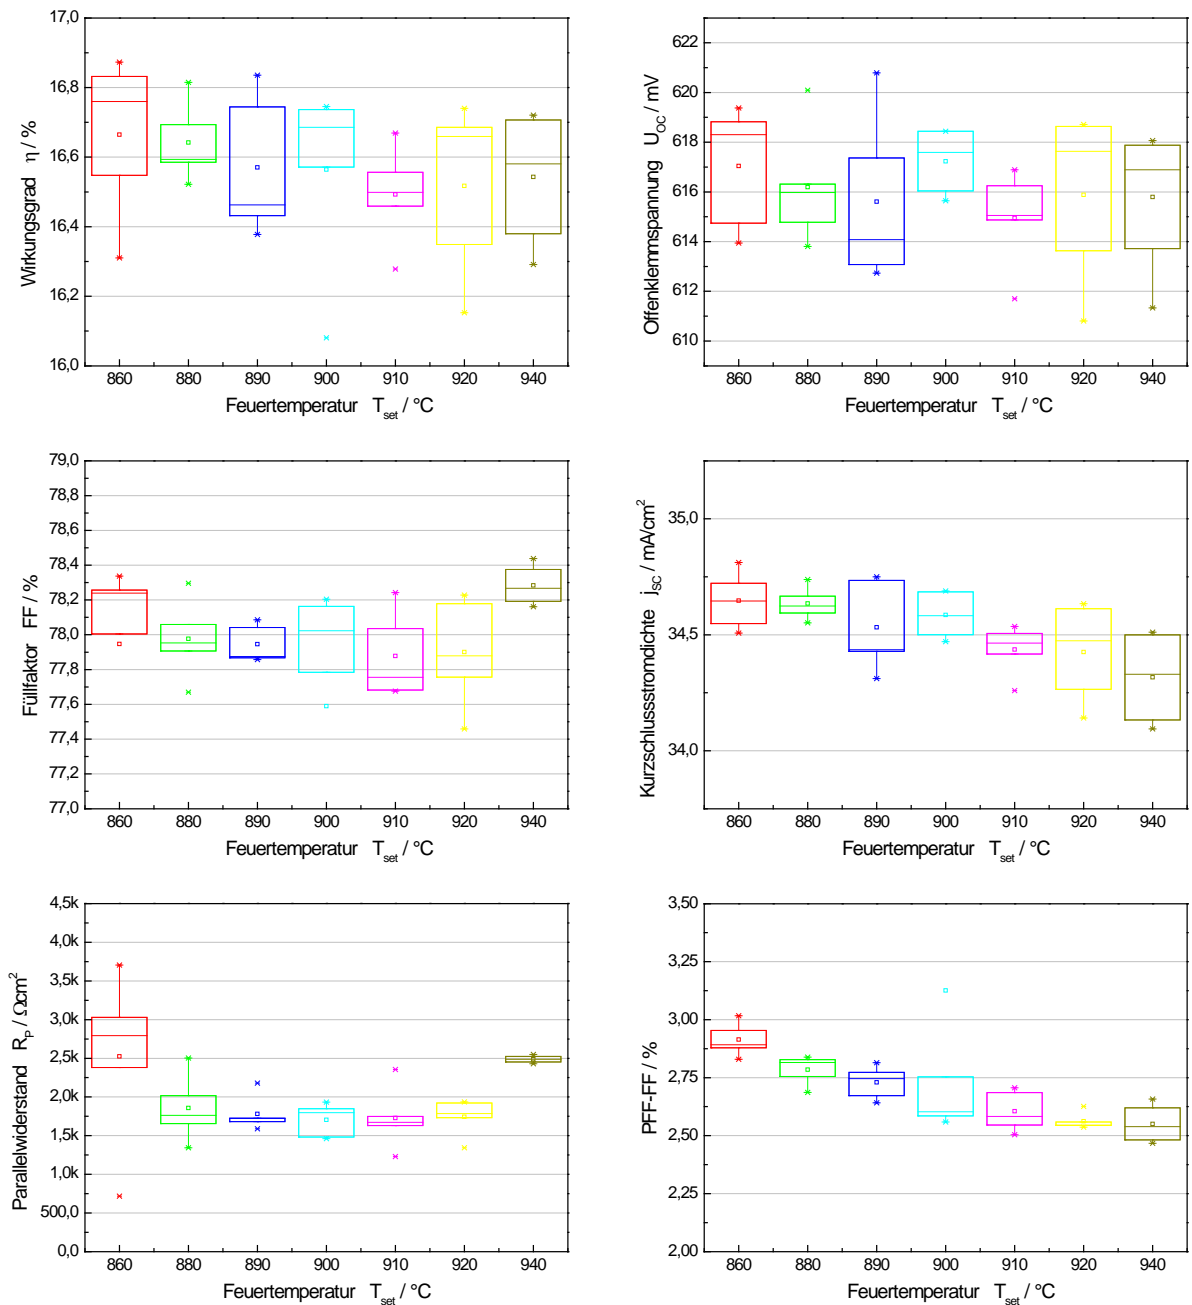 17,0
16,8
16,6
16,4
16,2
16,0
Wirkungsgrad η / %
860 880 890 900 910 920 940
Feuertemperatur T_set / °C
622
620
618
616
614
612
610
Offenklemmspannung U_OC / mV
860 880 890 900 910 920 940
Feuertemperatur T_set / °C
79,0
78,8
78,6
78,4
78,2
78,0
77,8
77,6
77,4
77,2
77,0
Füllfaktor FF / %
860 880 890 900 910 920 940
Feuertemperatur T_set / °C
35,0
34,5
34,0
Kurzschlussstromdichte j_SC / mA/cm²
860 880 890 900 910 920 940
Feuertemperatur T_set / °C
4,5k
4,0k
3,5k
3,0k
2,5k
2,0k
1,5k
1,0k
500,0
0,0
Parallelwiderstand R_P / Ωcm²
860 880 890 900 910 920 940
Feuertemperatur T_set / °C
3,50
3,25
3,00
2,75
2,50
2,25
2,00
PFF-FF / %
860 880 890 900 910 920 940
Feuertemperatur T_set / °C